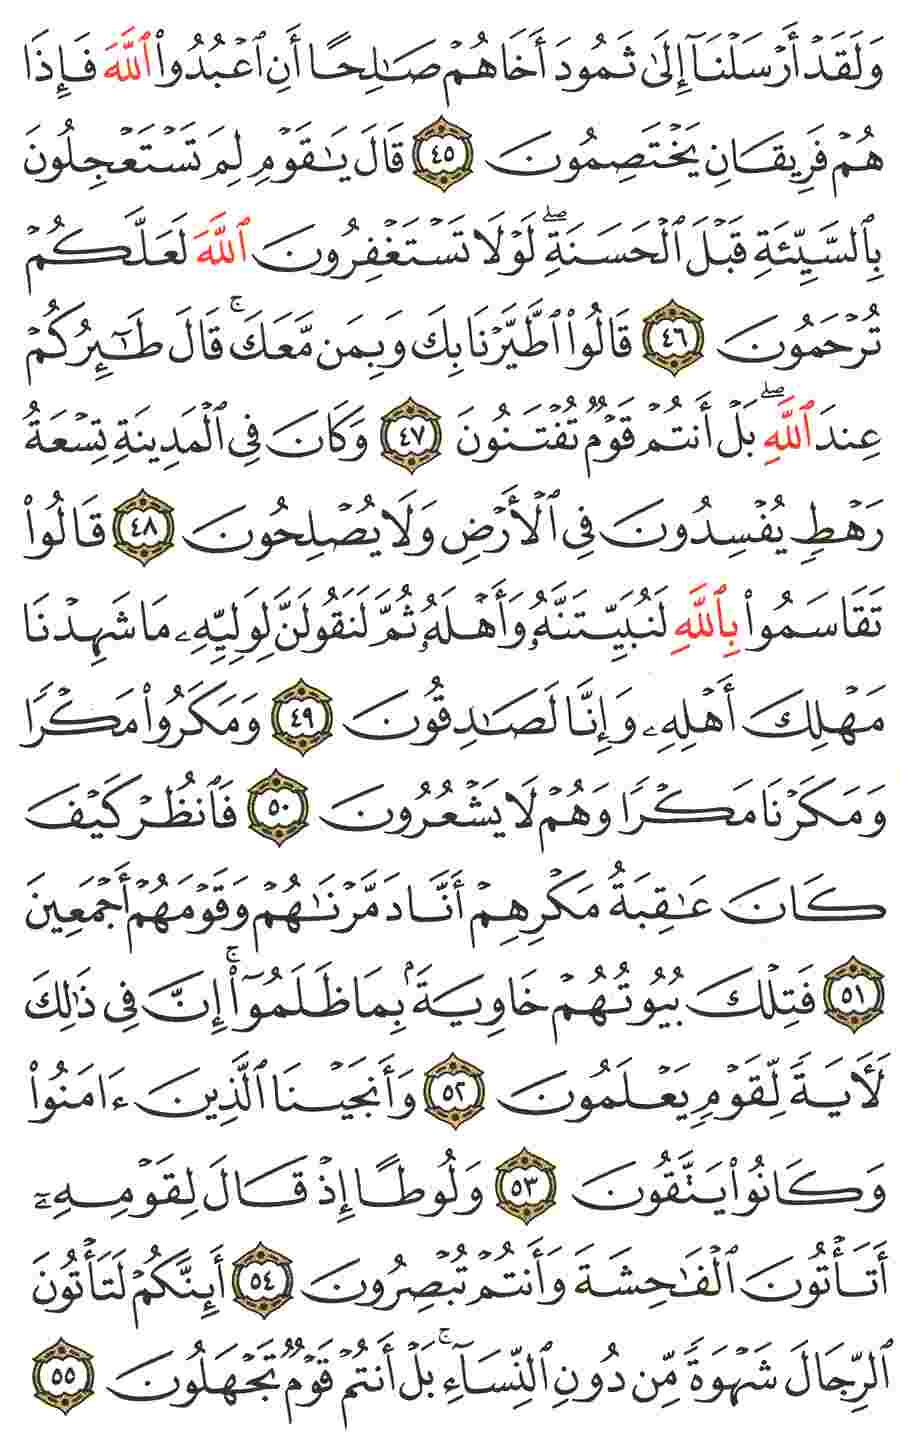 وَلَقَدْ أَرْسَلْنَآ إِلَىٰ ثَمُودَ أَخَاهُمْ صَـٰلِحًا أَنِ ٱعْبُدُوا۟ ٱللَّهَ فَإِذَا
هُمْ فَرِيقَانِ يَخْتَصِمُونَ ٤٥ قَالَ يَـٰقَوْمِ لِمَ تَسْتَعْجِلُونَ
بِٱلسَّيِّئَةِ قَبْلَ ٱلْحَسَنَةِ ۖ لَوْلَا تَسْتَغْفِرُونَ ٱللَّهَ لَعَلَّكُمْ
تُرْحَمُونَ ٤٦ قَالُوا۟ ٱطَّيَّرْنَا بِكَ وَبِمَن مَّعَكَ ۚ قَالَ طَـٰٓئِرُكُمْ
عِندَ ٱللَّهِ ۖ بَلْ أَنتُمْ قَوْمٌ تُفْتَنُونَ ٤٧ وَكَانَ فِى ٱلْمَدِينَةِ تِسْعَةُ
رَهْطٍ يُفْسِدُونَ فِى ٱلْأَرْضِ وَلَا يُصْلِحُونَ ٤٨ قَالُوا۟
تَقَاسَمُوا۟ بِٱللَّهِ لَنُبَيِّتَنَّهُۥ وَأَهْلَهُۥ ثُمَّ لَنَقُولَنَّ لِوَلِيِّهِۦ مَا شَهِدْنَا
مَهْلِكَ أَهْلِهِۦ وَإِنَّا لَصَـٰدِقُونَ ٤٩ وَمَكَرُوا۟ مَكْرًا
وَمَكَرْنَا مَكْرًا وَهُمْ لَا يَشْعُرُونَ ٥٠ فَٱنظُرْ كَيْفَ
كَانَ عَـٰقِبَةُ مَكْرِهِمْ أَنَّا دَمَّرْنَـٰهُمْ وَقَوْمَهُمْ أَجْمَعِينَ
٥١ فَتِلْكَ بُيُوتُهُمْ خَاوِيَةًۢ بِمَا ظَلَمُوٓا۟ ۗ إِنَّ فِى ذَٰلِكَ
لَـَٔايَةً لِّقَوْمٍ يَعْلَمُونَ ٥٢ وَأَنجَيْنَا ٱلَّذِينَ ءَامَنُوا۟
وَكَانُوا۟ يَتَّقُونَ ٥٣ وَلُوطًا إِذْ قَالَ لِقَوْمِهِۦٓ
أَتَأْتُونَ ٱلْفَـٰحِشَةَ وَأَنتُمْ تُبْصِرُونَ ٥٤ أَئِنَّكُمْ لَتَأْتُونَ
ٱلرِّجَالَ شَهْوَةً مِّن دُونِ ٱلنِّسَآءِ ۚ بَلْ أَنتُمْ قَوْمٌ تَجْهَلُونَ ٥٥